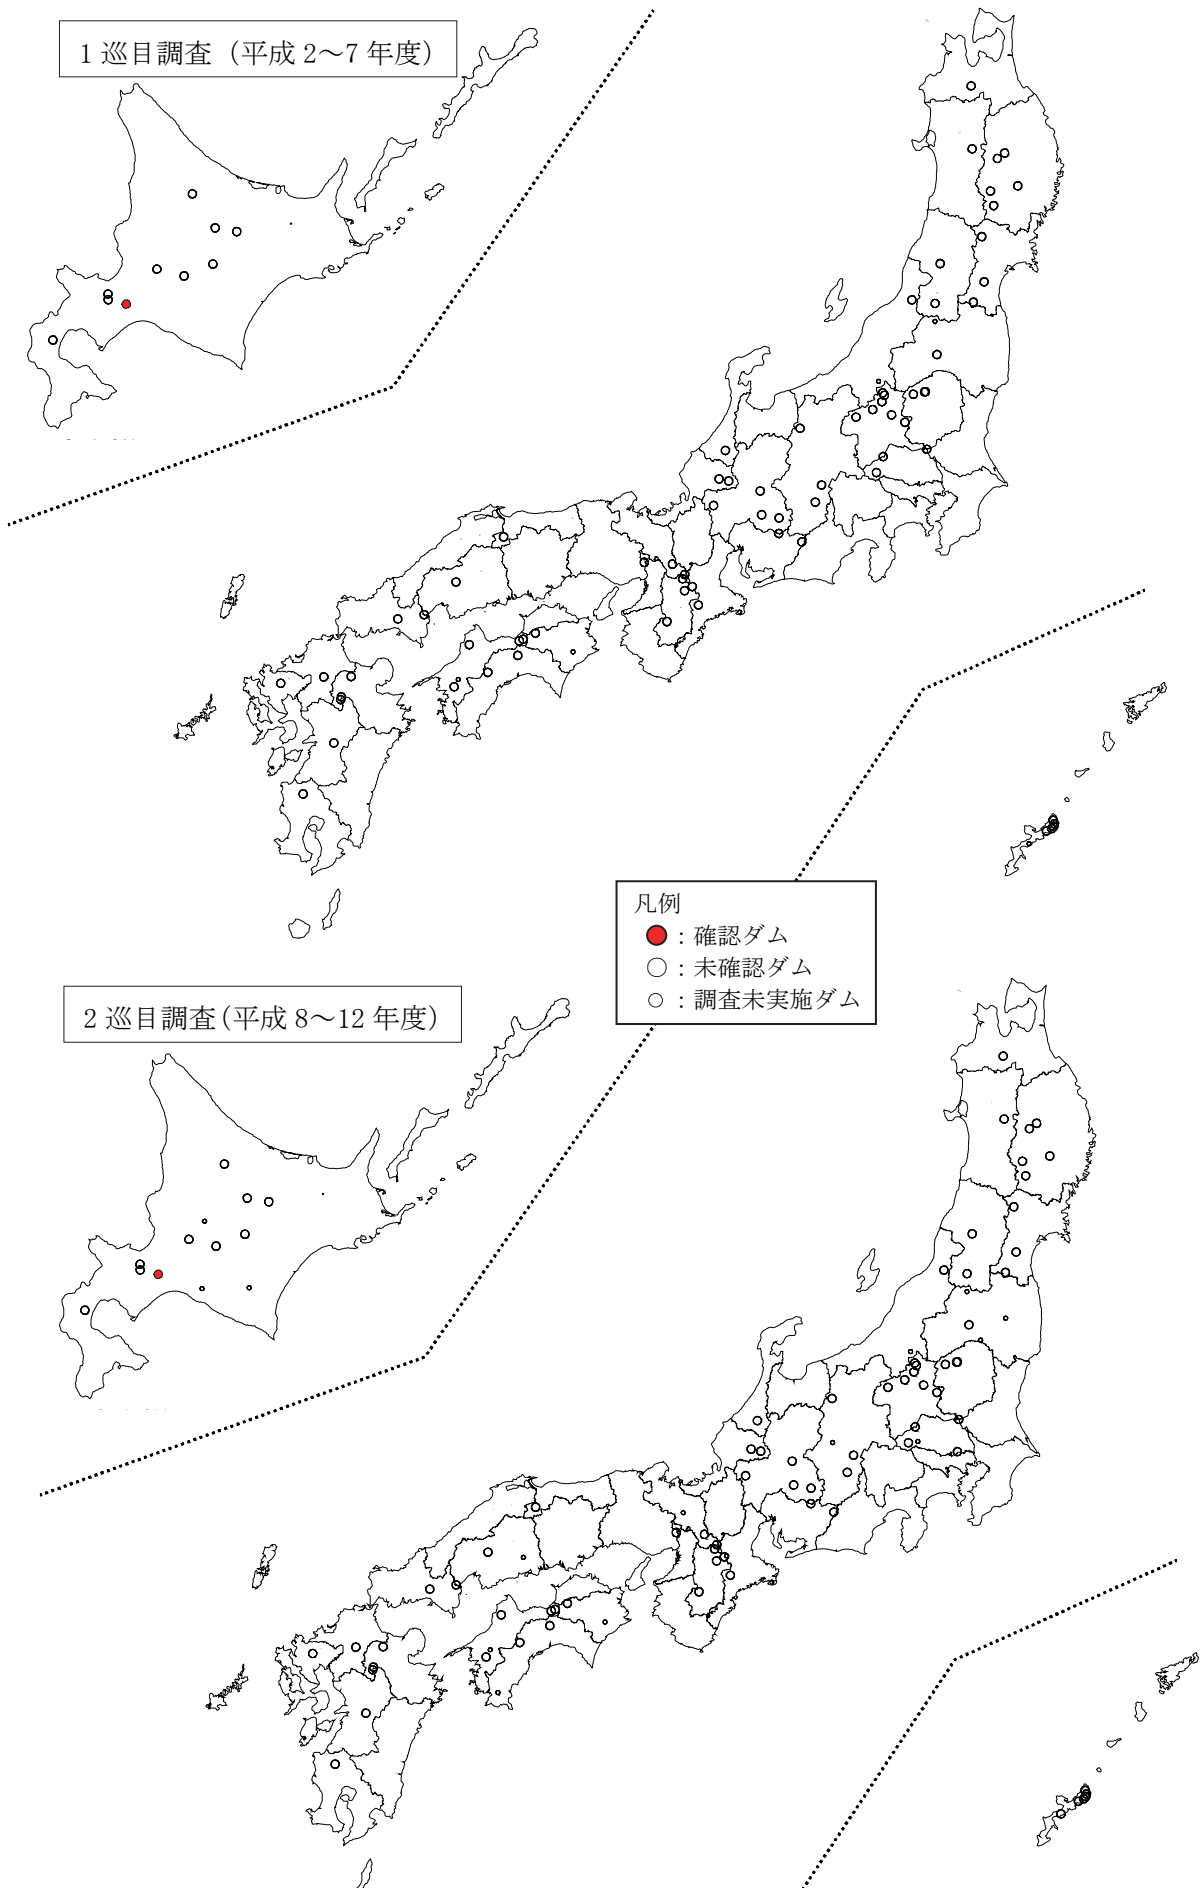 1 巡目調査 (平成 2～7 年度)
凡例
：確認ダム
：未確認ダム
：調査未実施ダム
2 巡目調査(平成 8～12 年度)